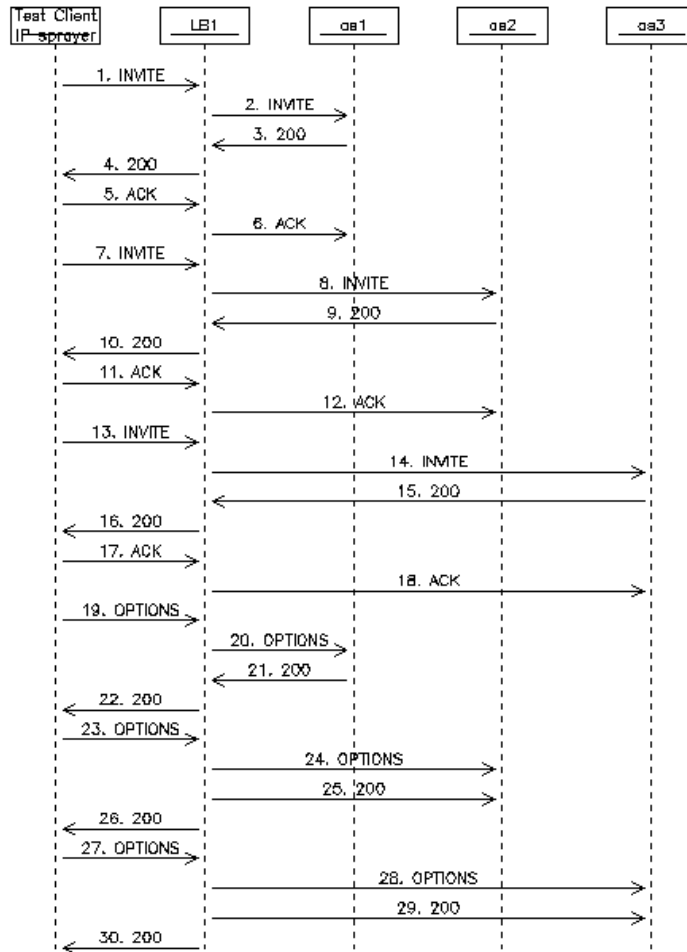 Test Client
IP sprayer
LB1
as1
as2
as3
1. INVITE
2. INVITE
3. 200
4. 200
5. ACK
6. ACK
7. INVITE
8. INVITE
9. 200
10. 200
11. ACK
12. ACK
13. INVITE
14. INVITE
15. 200
16. 200
17. ACK
18. ACK
19. OPTIONS
20. OPTIONS
21. 200
22. 200
23. OPTIONS
24. OPTIONS
25. 200
26. 200
27. OPTIONS
28. OPTIONS
29. 200
30. 200